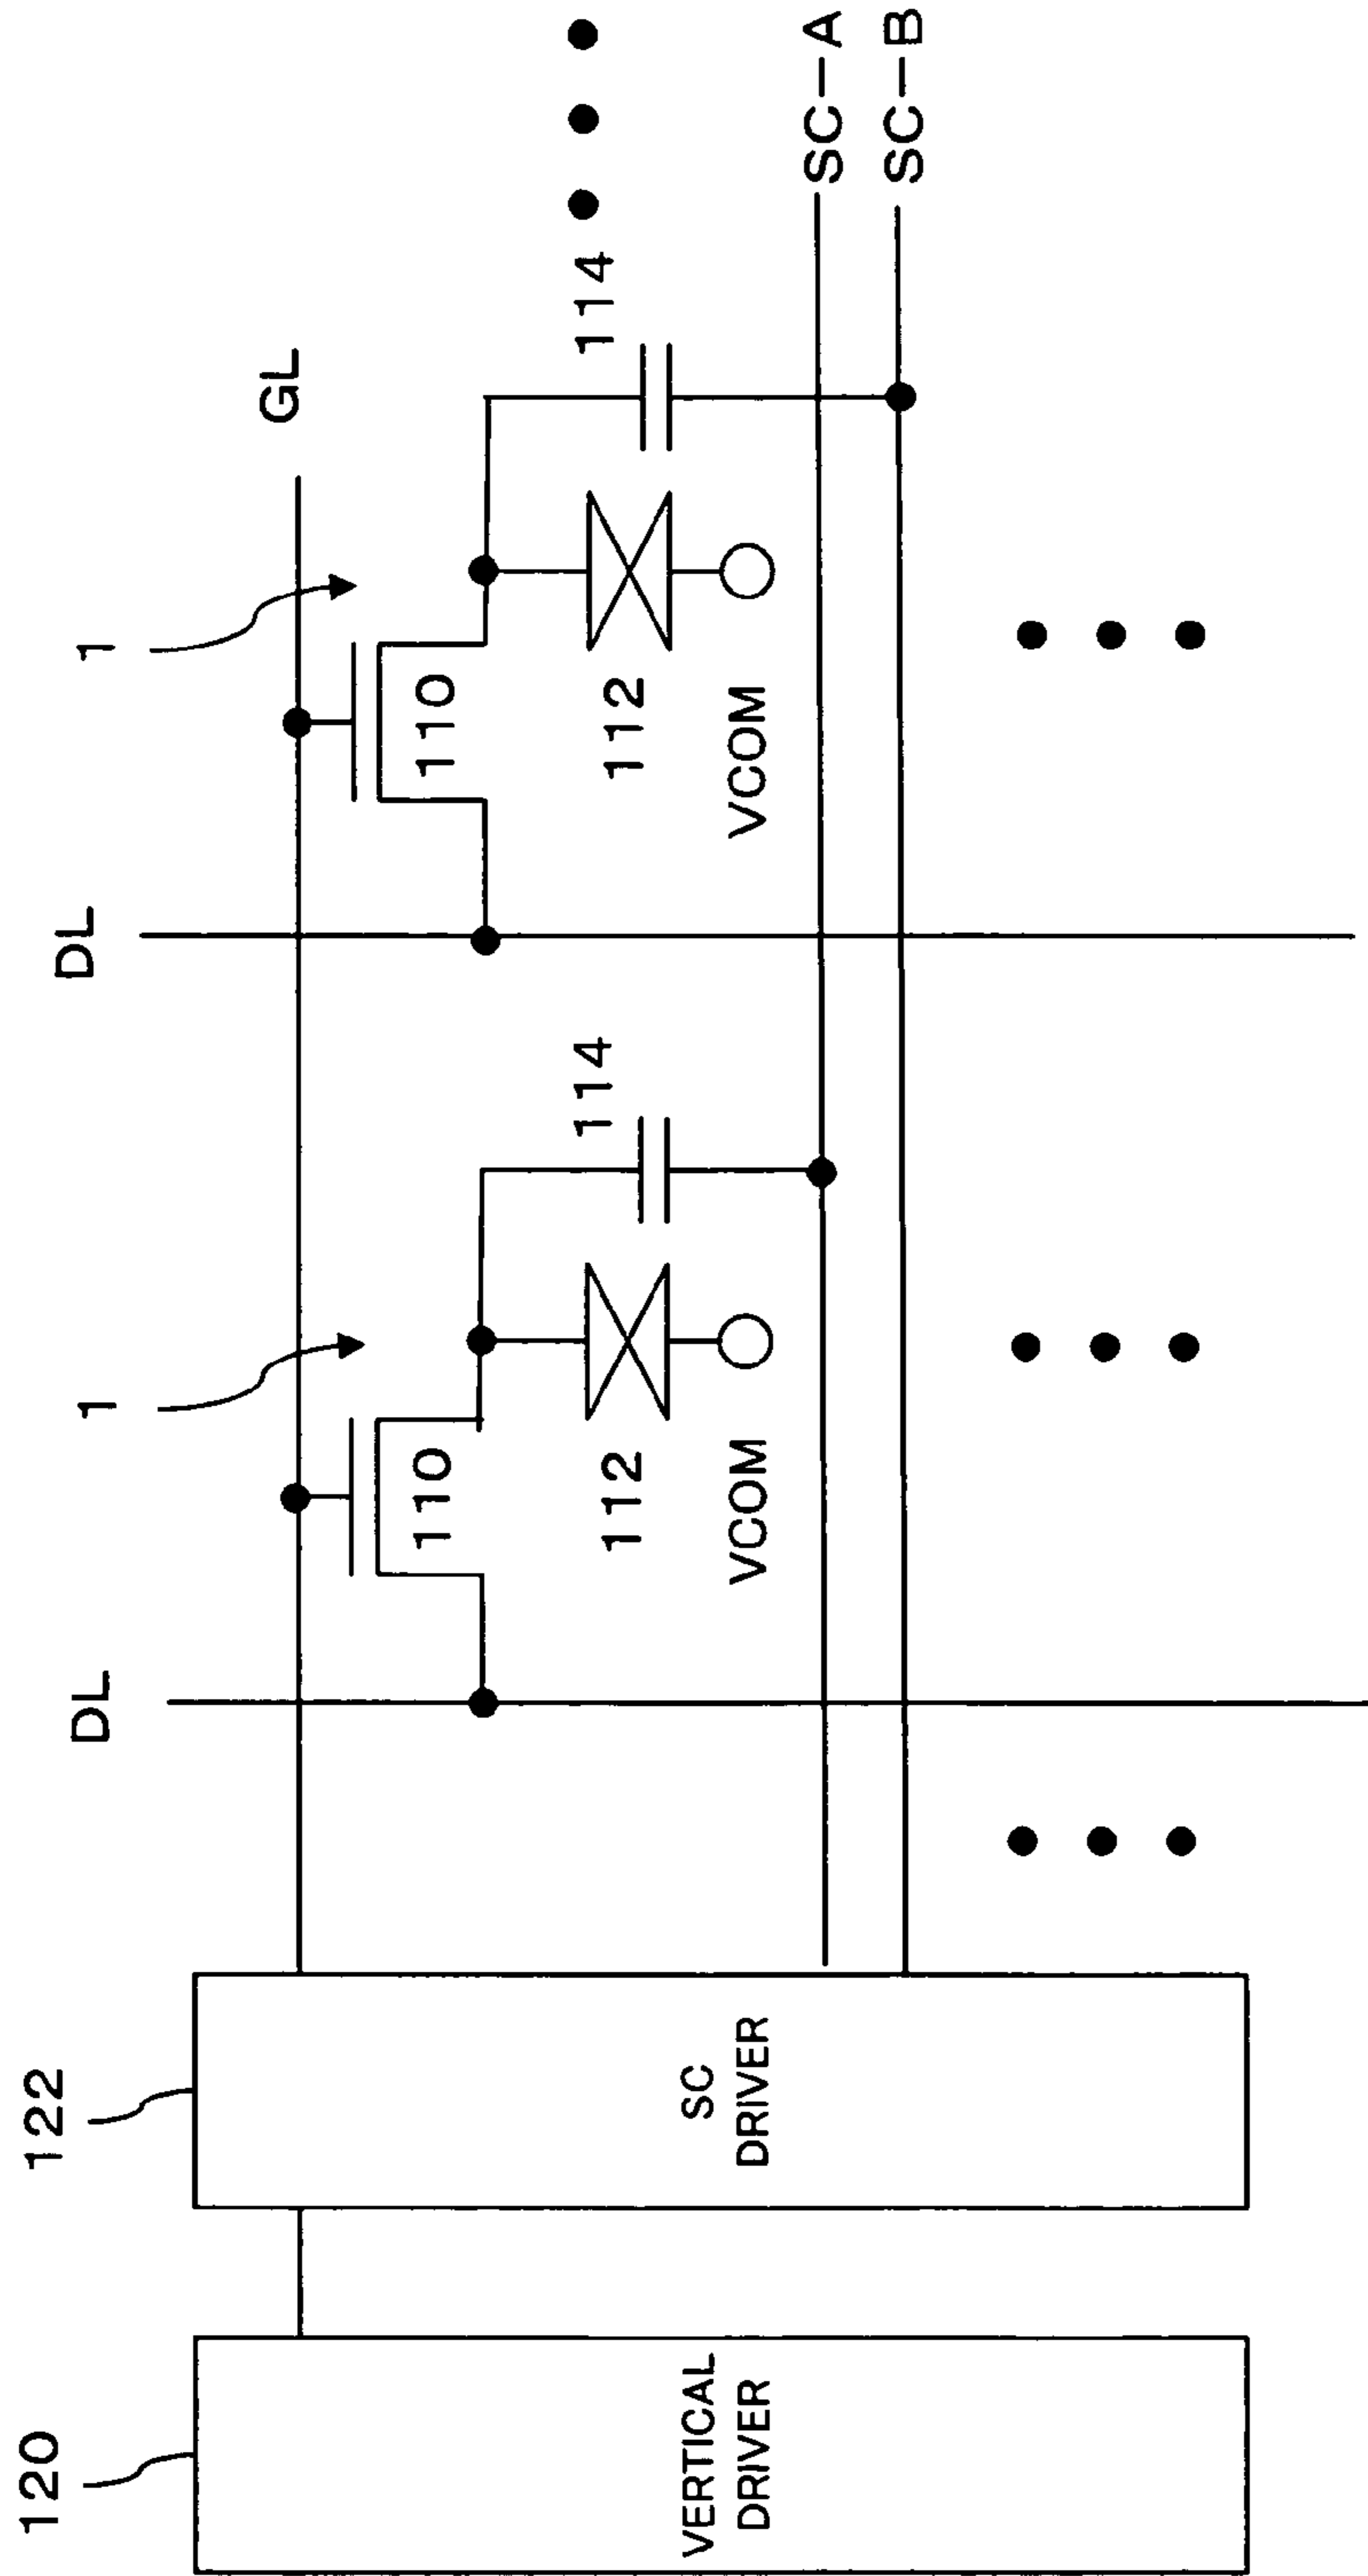 120
122
DL
1
DL
1
GL
110
110
112
114
112
114
VCOM
VCOM
SC-A
SC-B
VERTICAL
DRIVER
SC
DRIVER